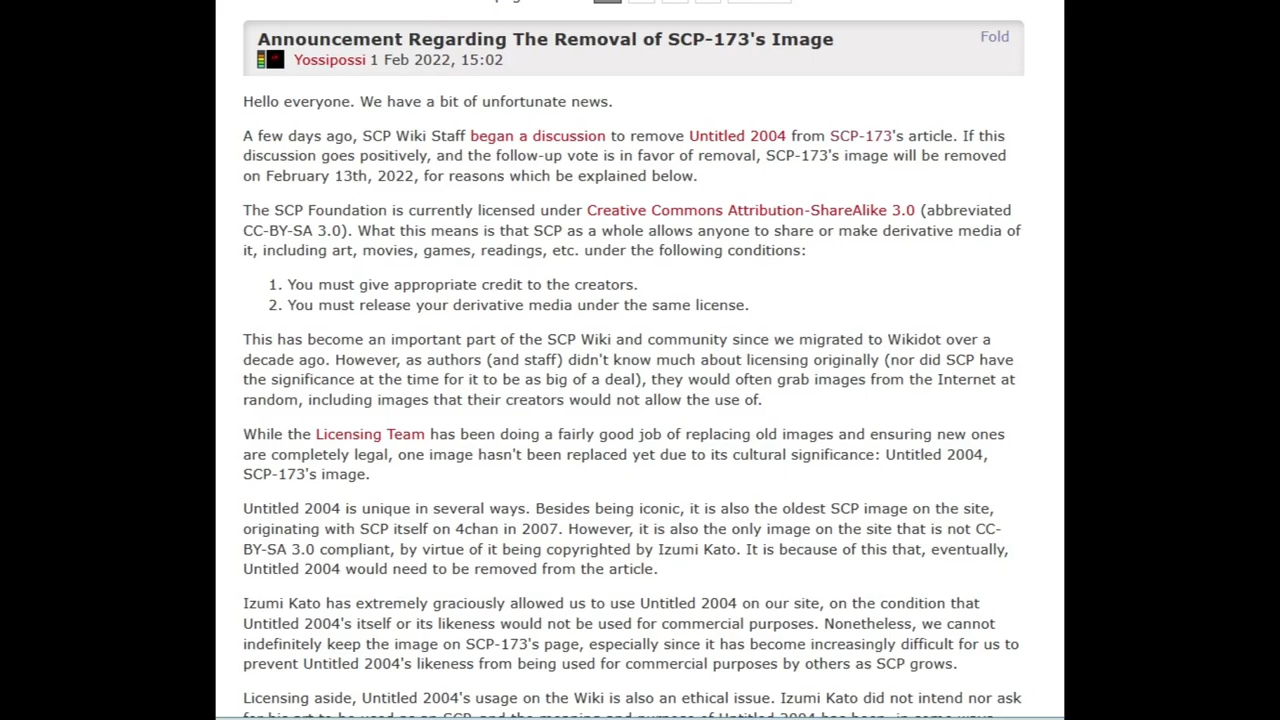 Announcement Regarding The Removal of SCP-173's Image
Fold
Yossipossi 1 Feb 2022, 15:02
Hello everyone. We have a bit of unfortunate news.
A few days ago, SCP Wiki Staff began a discussion to remove Untitled 2004 from SCP-173's article. If this
discussion goes positively, and the follow-up vote is in favor of removal, SCP-173's image will be removed
on February 13th, 2022, for reasons which be explained below.
The SCP Foundation is currently licensed under Creative Commons Attribution-ShareAlike 3.0 (abbreviated
CC-BY-SA 3.0). What this means is that SCP as a whole allows anyone to share or make derivative media of
it, including art, movies, games, readings, etc. under the following conditions:
1. You must give appropriate credit to the creators.
2. You must release your derivative media under the same license.
This has become an important part of the SCP Wiki and community since we migrated to Wikidot over a
decade ago. However, as authors (and staff) didn't know much about licensing originally (nor did SCP have
the significance at the time for it to be as big of a deal), they would often grab images from the Internet at
random, including images that their creators would not allow the use of.
While the Licensing Team has been doing a fairly good job of replacing old images and ensuring new ones
are completely legal, one image hasn't been replaced yet due to its cultural significance: Untitled 2004,
SCP-173's image.
Untitled 2004 is unique in several ways. Besides being iconic, it is also the oldest SCP image on the site,
originating with SCP itself on 4chan in 2007. However, it is also the only image on the site that is not CC-
BY-SA 3.0 compliant, by virtue of it being copyrighted by Izumi Kato. It is because of this that, eventually,
Untitled 2004 would need to be removed from the article.
Izumi Kato has extremely graciously allowed us to use Untitled 2004 on our site, on the condition that
Untitled 2004's itself or its likeness would not be used for commercial purposes. Nonetheless, we cannot
indefinitely keep the image on SCP-173's page, especially since it has become increasingly difficult for us to
prevent Untitled 2004's likeness from being used for commercial purposes by others as SCP grows.
Licensing aside, Untitled 2004's usage on the Wiki is also an ethical issue. Izumi Kato did not intend nor ask